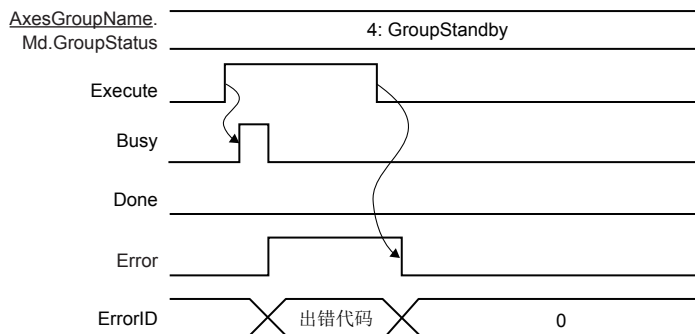 AxesGroupName.
Md.GroupStatus
4: GroupStandby
Execute
Busy
Done
Error
ErrorID
出错代码
0